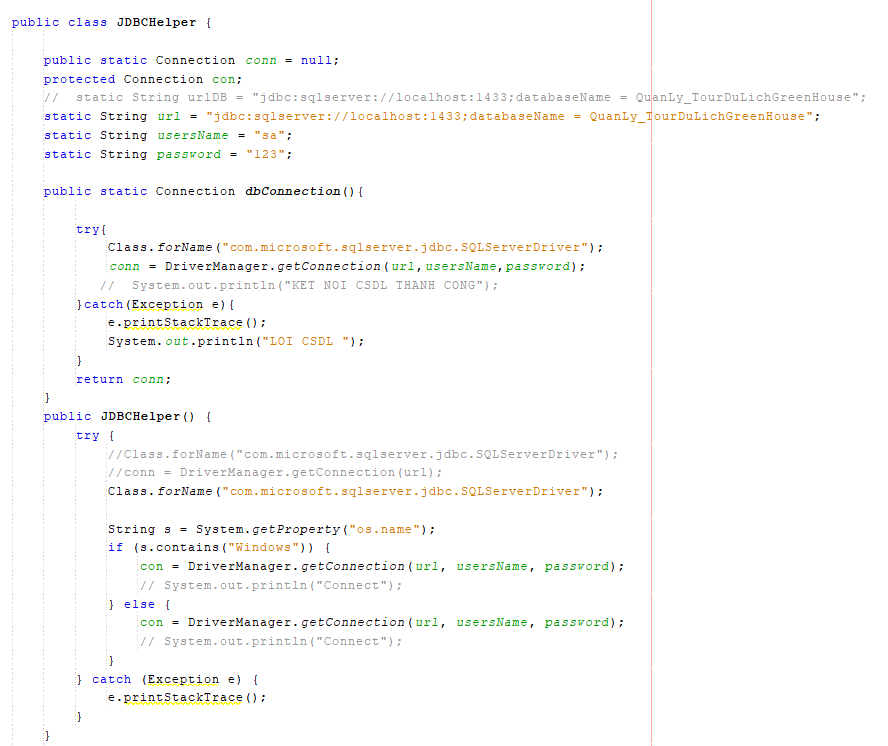 public class JDBCHelper {
public static Connection conn = null;
protected Connection con;
//  static String urlDB = "jdbc:sqlserver://localhost:1433;databaseName = QuanLy_TourDuLichGreenHouse";
static String url = "jdbc:sqlserver://localhost:1433;databaseName = QuanLy_TourDuLichGreenHouse";
static String usersName = "sa";
static String password = "123";
public static Connection dbConnection(){
try{
Class.forName("com.microsoft.sqlserver.jdbc.SQLServerDriver");
conn = DriverManager.getConnection(url,usersName,password);
//  System.out.println("KET NOI CSDL THANH CONG");
}catch(Exception e){
e.printStackTrace();
System.out.println("LOI CSDL ");
}
return conn;
}
public JDBCHelper() {
try {
//Class.forName("com.microsoft.sqlserver.jdbc.SQLServerDriver");
//conn = DriverManager.getConnection(url);
Class.forName("com.microsoft.sqlserver.jdbc.SQLServerDriver");
String s = System.getProperty("os.name");
if (s.contains("Windows")) {
con = DriverManager.getConnection(url, usersName, password);
// System.out.println("Connect");
} else {
con = DriverManager.getConnection(url, usersName, password);
// System.out.println("Connect");
}
} catch (Exception e) {
e.printStackTrace();
}
}